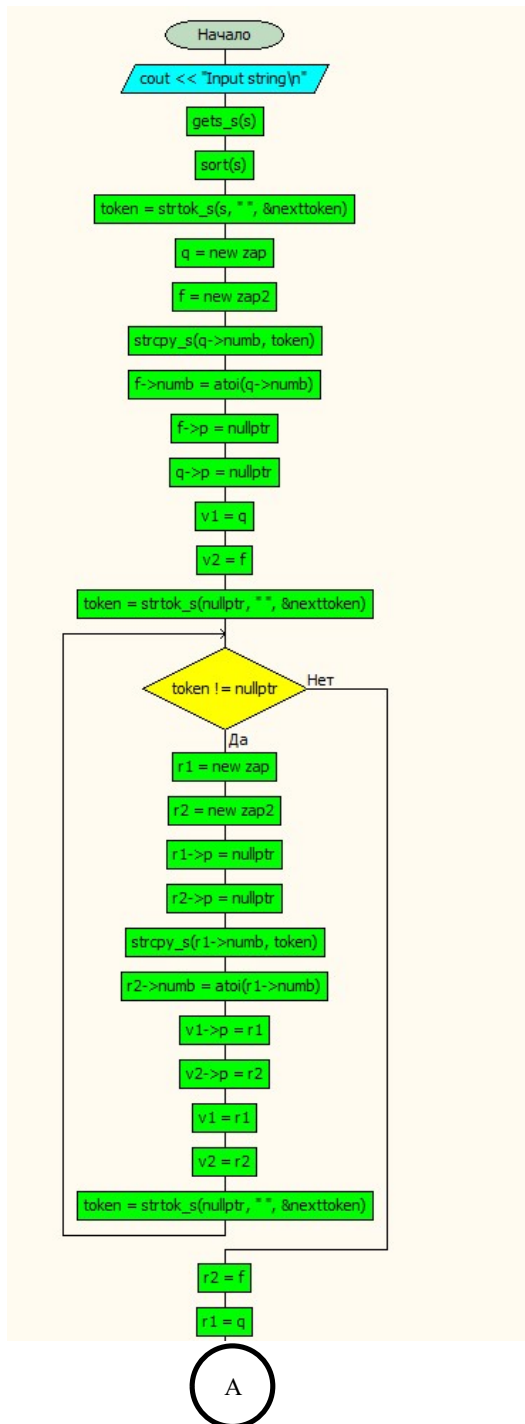 Начало
cout << "Input string\n"
gets_s(s)
sort(s)
token = strtok_s(s, " ", &nexttoken)
q = new zap
f = new zap2
strcpy_s(q->numb, token)
f->numb = atoi(q->numb)
f->p = nullptr
q->p = nullptr
v1 = q
v2 = f
token = strtok_s(nullptr, " ", &nexttoken)
token != nullptr
Нет
Да
r1 = new zap
r2 = new zap2
r1->p = nullptr
r2->p = nullptr
strcpy_s(r1->numb, token)
r2->numb = atoi(r1->numb)
v1->p = r1
v2->p = r2
v1 = r1
v2 = r2
token = strtok_s(nullptr, " ", &nexttoken)
r2 = f
r1 = q
A